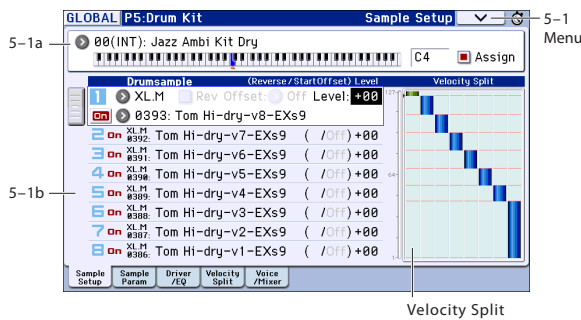 GLOBAL P5:Drum Kit Sample Setup
5-1
Menu
5-1a
00(INT): Jazz Ambi Kit Dry
C4 Assign
Drumsample (Reverse/StartOffset) Level Velocity Split
1 XL.M Rev Offset: Off Level: +00
On 0393: Tom Hi-dry-v8-EXs9
2 On XL.M 0392: Tom Hi-dry-v7-EXs9 ( /Off) +00
3 On XL.M 0391: Tom Hi-dry-v6-EXs9 ( /Off) +00
4 On XL.M 0390: Tom Hi-dry-v5-EXs9 ( /Off) +00
5 On XL.M 0389: Tom Hi-dry-v4-EXs9 ( /Off) +00
6 On XL.M 0388: Tom Hi-dry-v3-EXs9 ( /Off) +00
7 On XL.M 0387: Tom Hi-dry-v2-EXs9 ( /Off) +00
8 On XL.M 0386: Tom Hi-dry-v1-EXs9 ( /Off) +00
127
64
1
5-1b
Sample Setup
Sample Param
Driver /EQ
Velocity Split
Voice /Mixer
Velocity Split